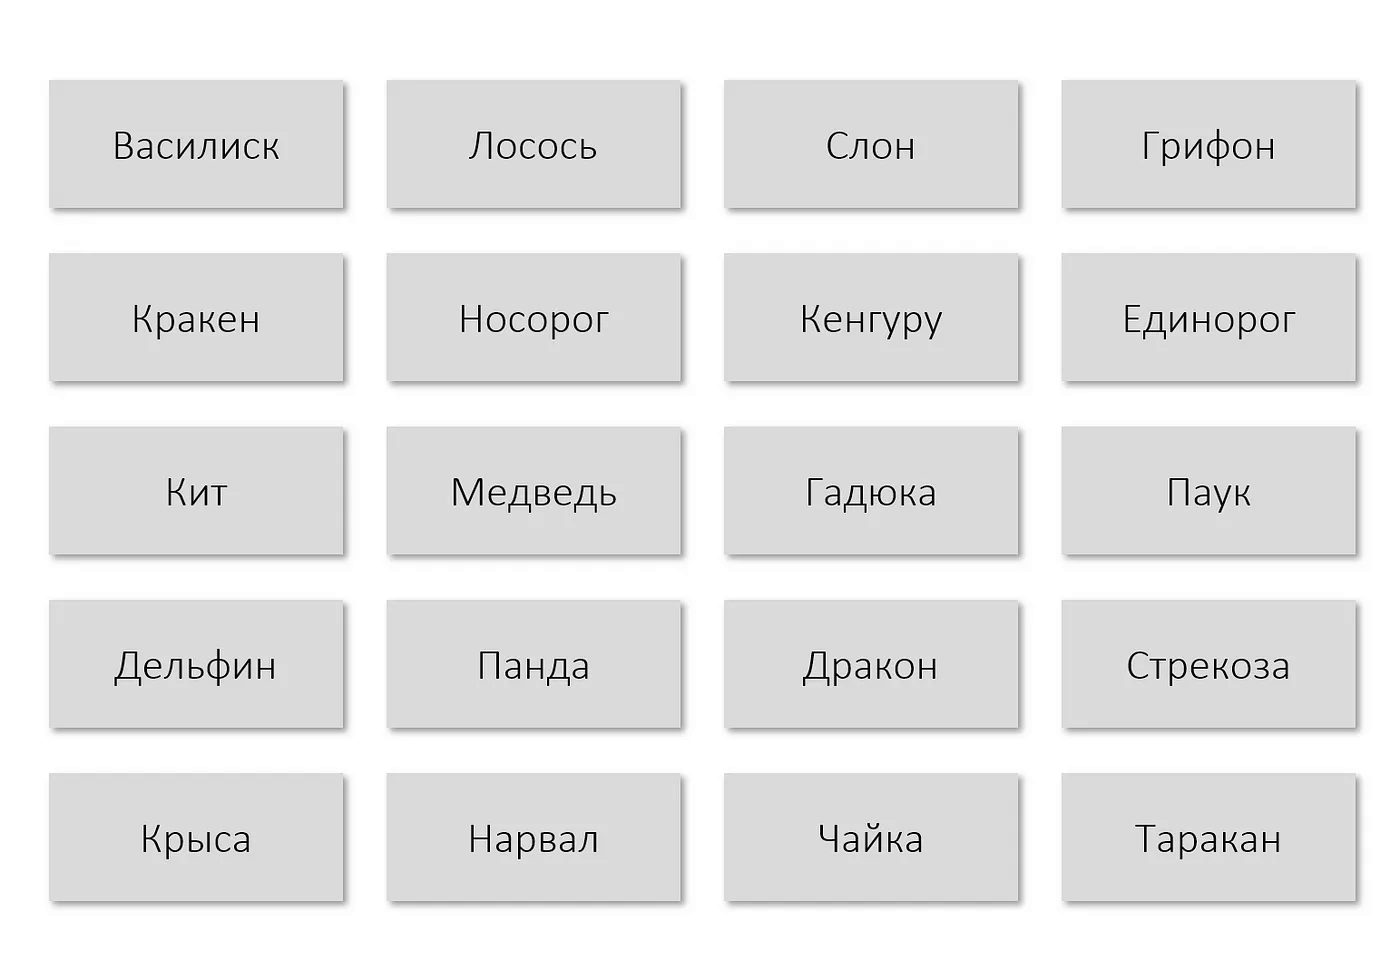 Василиск
Лосось
Слон
Грифон
Кракен
Носорог
Кенгуру
Единорог
Кит
Медведь
Гадюка
Паук
Дельфин
Панда
Дракон
Стрекоза
Крыса
Нарвал
Чайка
Таракан